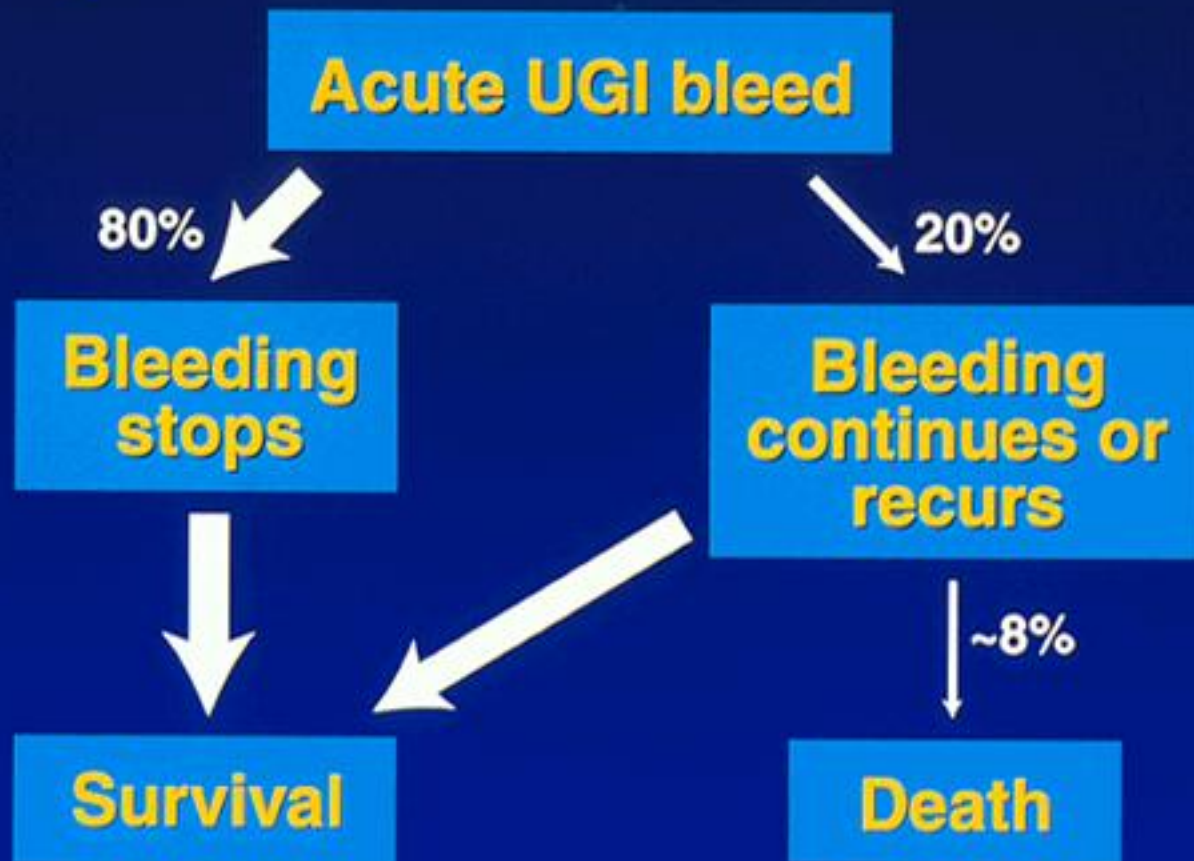 Acute UGI bleed
80%
20%
Bleeding
stops
Bleeding
continues or
recurs
~8%
Survival
Death